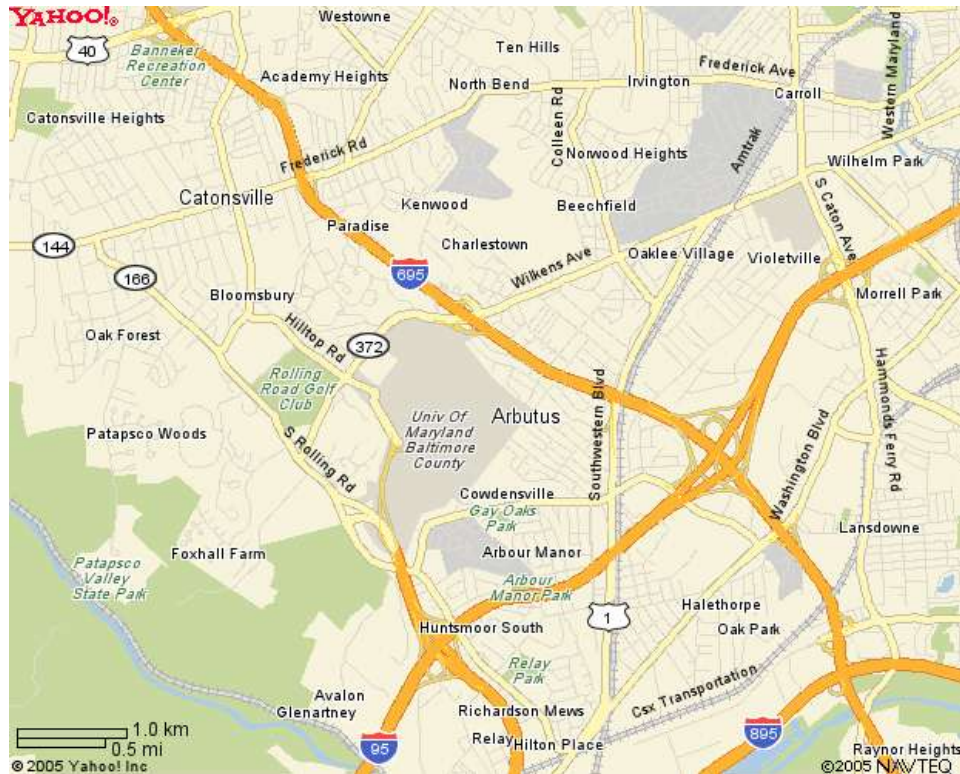 YAHOO!®
Westowne
40
Ten Hills
Banneker
Recreation
Center
Academy Heights
North Bend
Irvington
Frederick Ave
Carroll
Western Maryland
Catonsville Heights
Frederick Rd
Colleen Rd
Norwood Heights
Amtrak
Wilhelm Park
Catonsville
Kenwood
Beechfield
S Caton Ave
Paradise
144
Charlestown
Wilkens Ave
Oaklee Village
Violetville
166
695
Bloomsbury
Morrell Park
Oak Forest
Hilltop Rd
372
Rolling
Road Golf
Club
Univ Of
Maryland
Baltimore
County
Arbutus
Southwestern Blvd
Hammonds Ferry Rd
Patapsco Woods
S Rolling Rd
Washington Blvd
Cowdensville
Gay Oaks
Park
Lansdowne
Foxhall Farm
Arbour Manor
Patapsco
Valley
State Park
Arbour
Manor Park
1
Halethorpe
Huntsmoor South
Oak Park
Relay
Park
Csx Transportation
Avalon
Glenartney
Richardson Mews
1.0 km
0.5 mi
95
Relay
Hilton Place
895
Raynor Heights
©2005 Yahoo! Inc
©2005 NAVTEQ